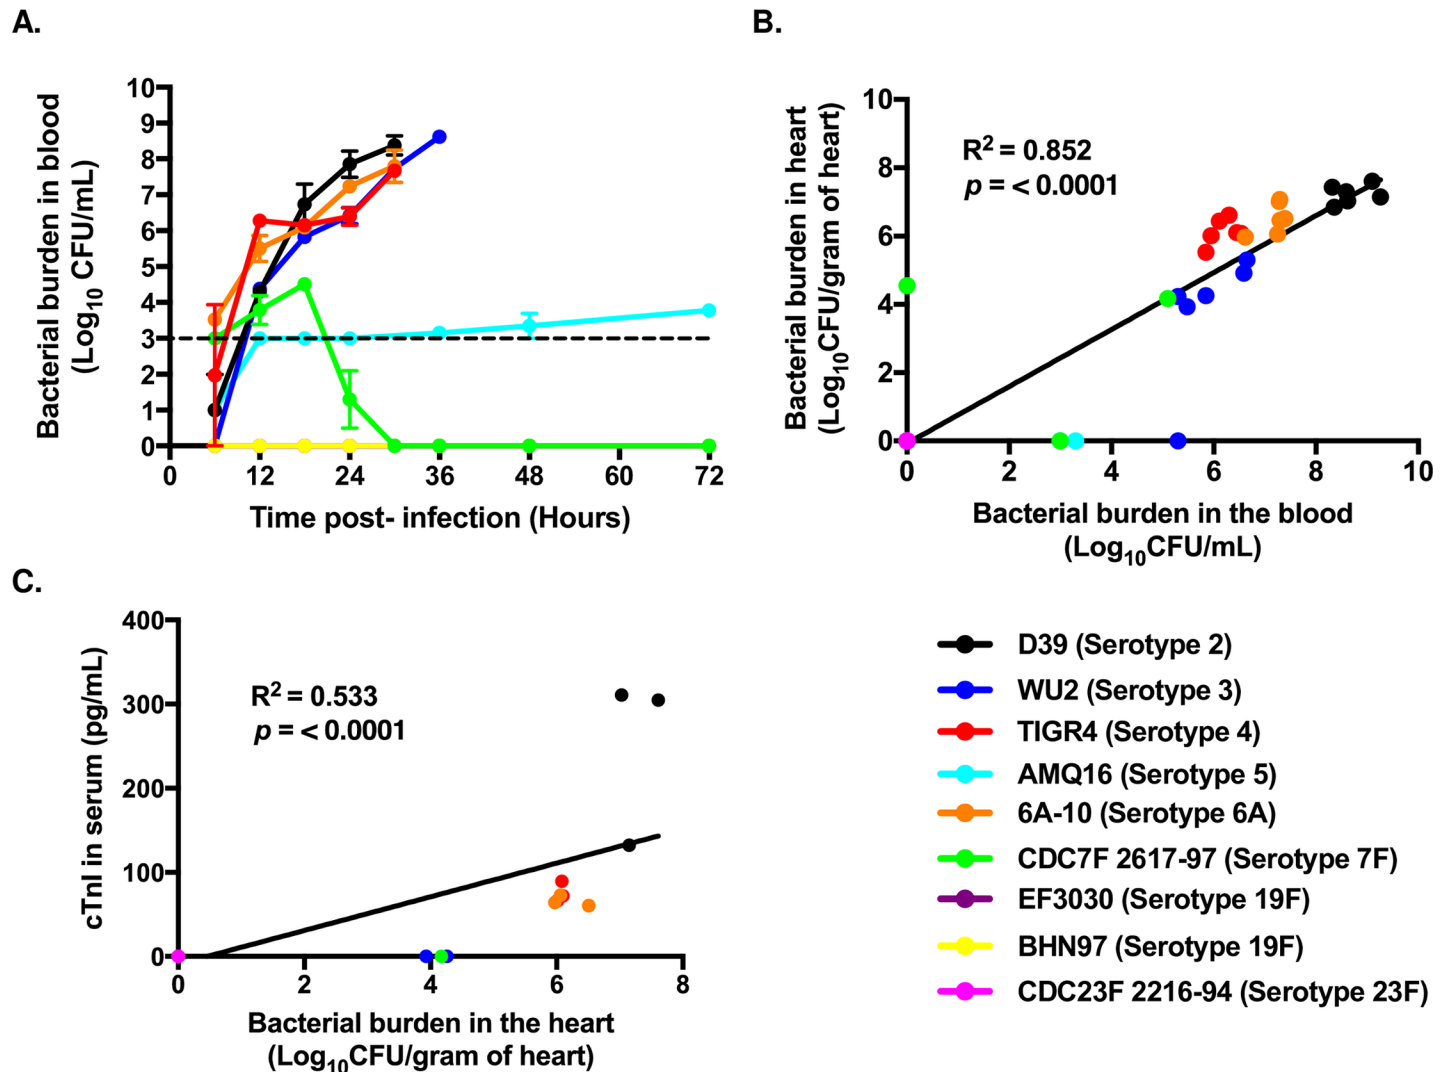 A.
Bacterial burden in blood
(Log10 CFU/mL)
10
9
8
7
6
5
4
3
2
1
0
0 12 24 36 48 60 72
Time post- infection (Hours)
B.
Bacterial burden in heart
(Log10CFU/gram of heart)
10
8
6
4
2
0
R2 = 0.852
p = < 0.0001
0 2 4 6 8 10
Bacterial burden in the blood
(Log10CFU/mL)
C.
cTnI in serum (pg/mL)
400
300
200
100
0
R2 = 0.533
p = < 0.0001
0 2 4 6 8
Bacterial burden in the heart
(Log10CFU/gram of heart)
D39 (Serotype 2)
WU2 (Serotype 3)
TIGR4 (Serotype 4)
AMQ16 (Serotype 5)
6A-10 (Serotype 6A)
CDC7F 2617-97 (Serotype 7F)
EF3030 (Serotype 19F)
BHN97 (Serotype 19F)
CDC23F 2216-94 (Serotype 23F)